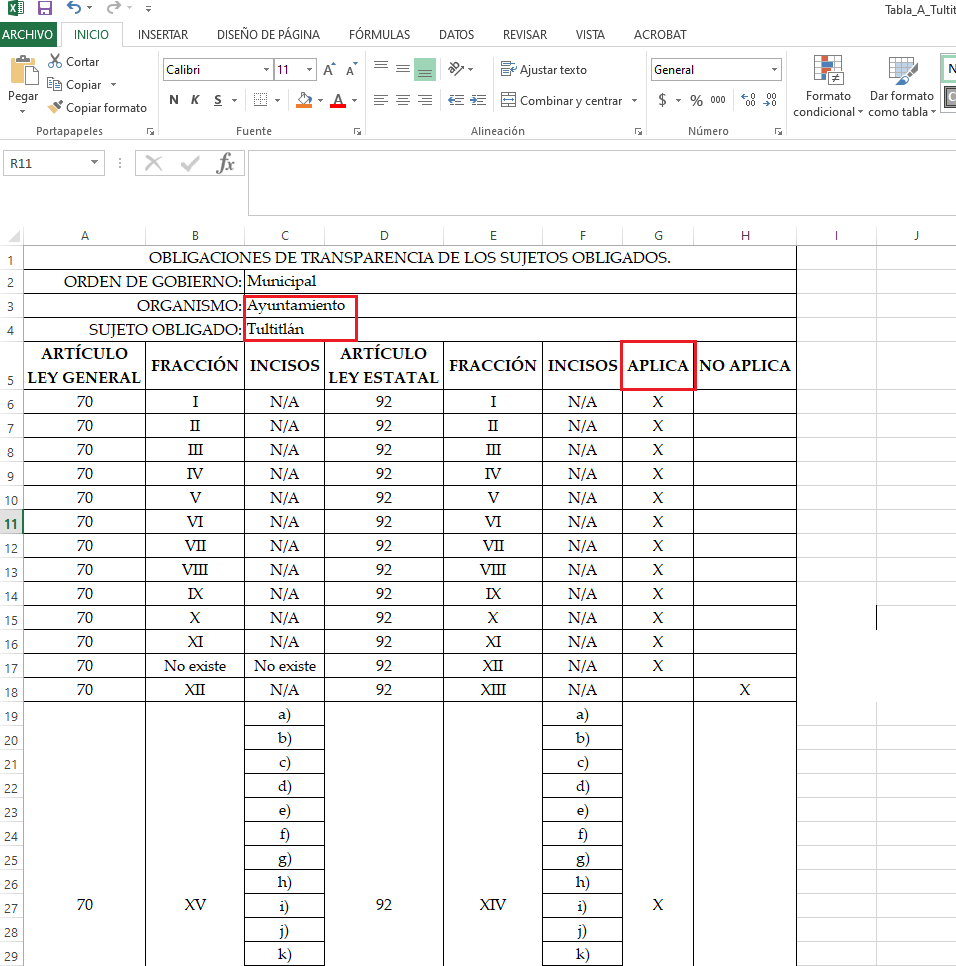 Tabla_A_Tultit
ARCHIVO INICIO INSERTAR DISEÑO DE PÁGINA FÓRMULAS DATOS REVISAR VISTA ACROBAT
Pegar
Cortar
Copiar
Copiar formato
Portapapeles
Calibri 11 A A
N K S A
Fuente
Ajustar texto
Combinar y centrar
Alineación
General
$ % 000
Número
Formato condicional
Dar formato como tabla
N
C
R11 fx
A B C D E F G H I J
1 OBLIGACIONES DE TRANSPARENCIA DE LOS SUJETOS OBLIGADOS.
2 ORDEN DE GOBIERNO: Municipal
3 ORGANISMO: Ayuntamiento
4 SUJETO OBLIGADO: Tultitlán
5 ARTÍCULO LEY GENERAL FRACCIÓN INCISOS ARTÍCULO LEY ESTATAL FRACCIÓN INCISOS APLICA NO APLICA
6 70 I N/A 92 I N/A X
7 70 II N/A 92 II N/A X
8 70 III N/A 92 III N/A X
9 70 IV N/A 92 IV N/A X
10 70 V N/A 92 V N/A X
11 70 VI N/A 92 VI N/A X
12 70 VII N/A 92 VII N/A X
13 70 VIII N/A 92 VIII N/A X
14 70 IX N/A 92 IX N/A X
15 70 X N/A 92 X N/A X
16 70 XI N/A 92 XI N/A X
17 70 No existe No existe 92 XII N/A X
18 70 XII N/A 92 XIII N/A X
19 a) a)
20 b) b)
21 c) c)
22 d) d)
23 e) e)
24 f) f)
25 g) g)
26 h) h)
27 70 XV i) 92 XIV i) X
28 j) j)
29 k) k)